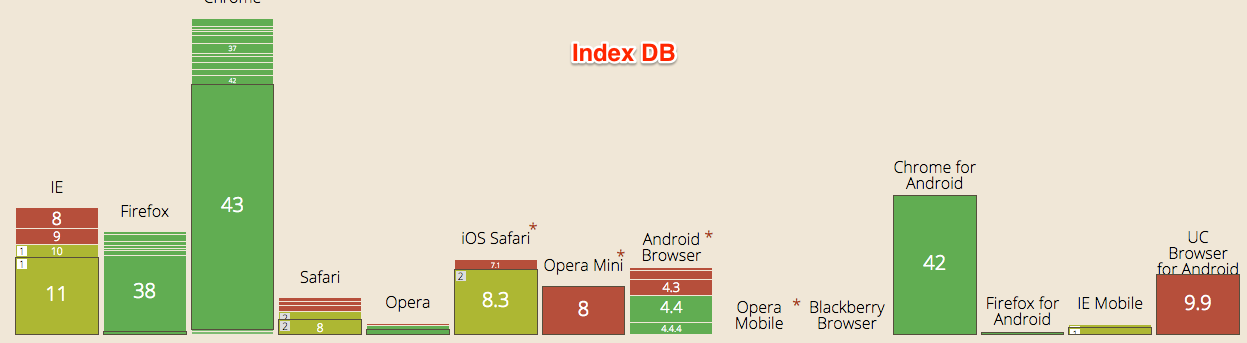 Chrome
37
Index DB
42
Chrome for
Android
IE
Firefox
43
8
9
1 10
1
11
38
Safari
2
2 8
Opera
iOS Safari*
7.1
2
8.3
Opera Mini*
8
Android *
Browser
4.3
4.4
4.4.4
Opera *
Mobile
Blackberry
Browser
42
Firefox for
Android
IE Mobile
1
UC
Browser
for Android
9.9